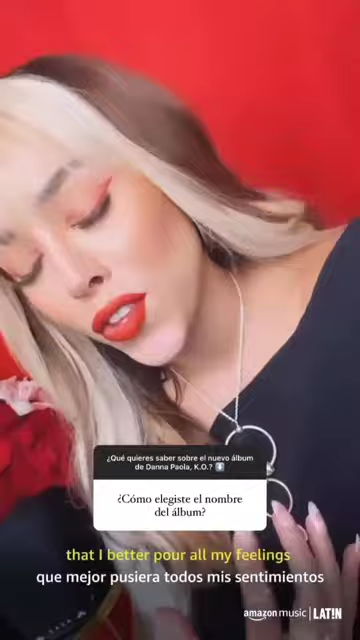 ¿Qué quieres saber sobre el nuevo álbum
de Danna Paola, K.O.? ⬇️
¿Cómo elegiste el nombre
del álbum?
that I better pour all my feelings
que mejor pusiera todos mis sentimientos
amazon music | LAT!N